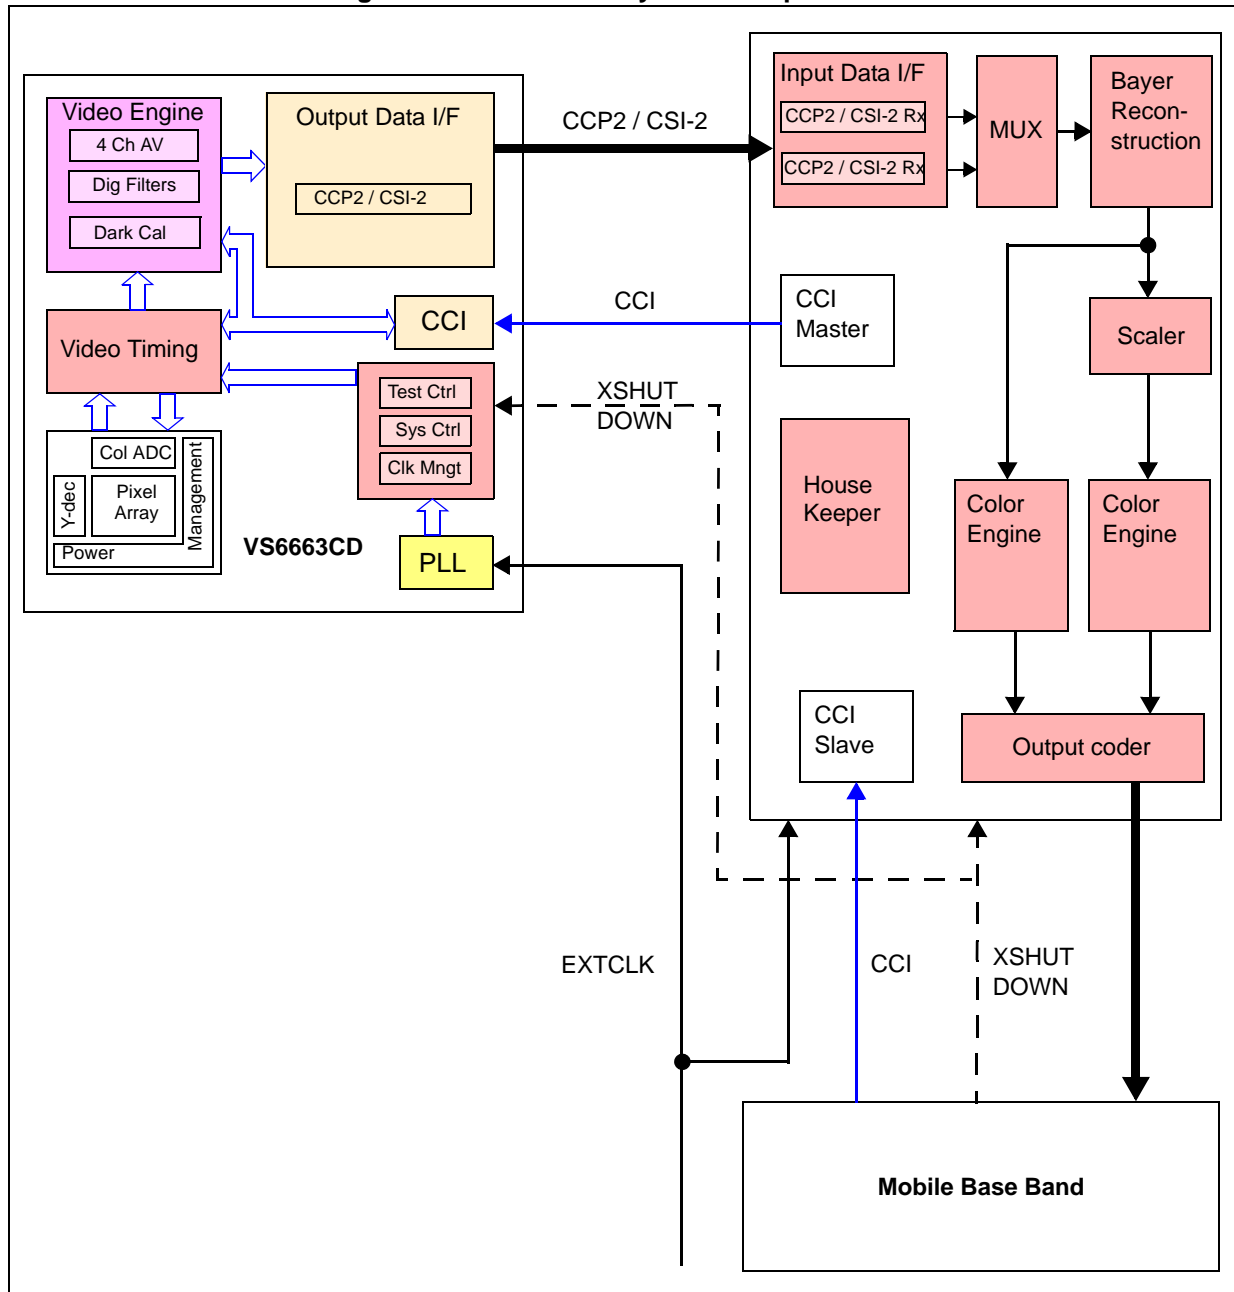 Video Engine
4 Ch AV
Dig Filters
Dark Cal
Output Data I/F
CCP2 / CSI-2
CCP2 / CSI-2
Input Data I/F
CCP2 / CSI-2 Rx
CCP2 / CSI-2 Rx
MUX
Bayer
Recon-
struction
Video Timing
CCI
CCI
CCI
Master
Scaler
Test Ctrl
Sys Ctrl
Clk Mngt
XSHUT
DOWN
Col ADC
Y-dec
Pixel
Array
Management
Power
VS6663CD
PLL
House
Keeper
Color
Engine
Color
Engine
CCI
Slave
Output coder
EXTCLK
CCI
XSHUT
DOWN
Mobile Base Band